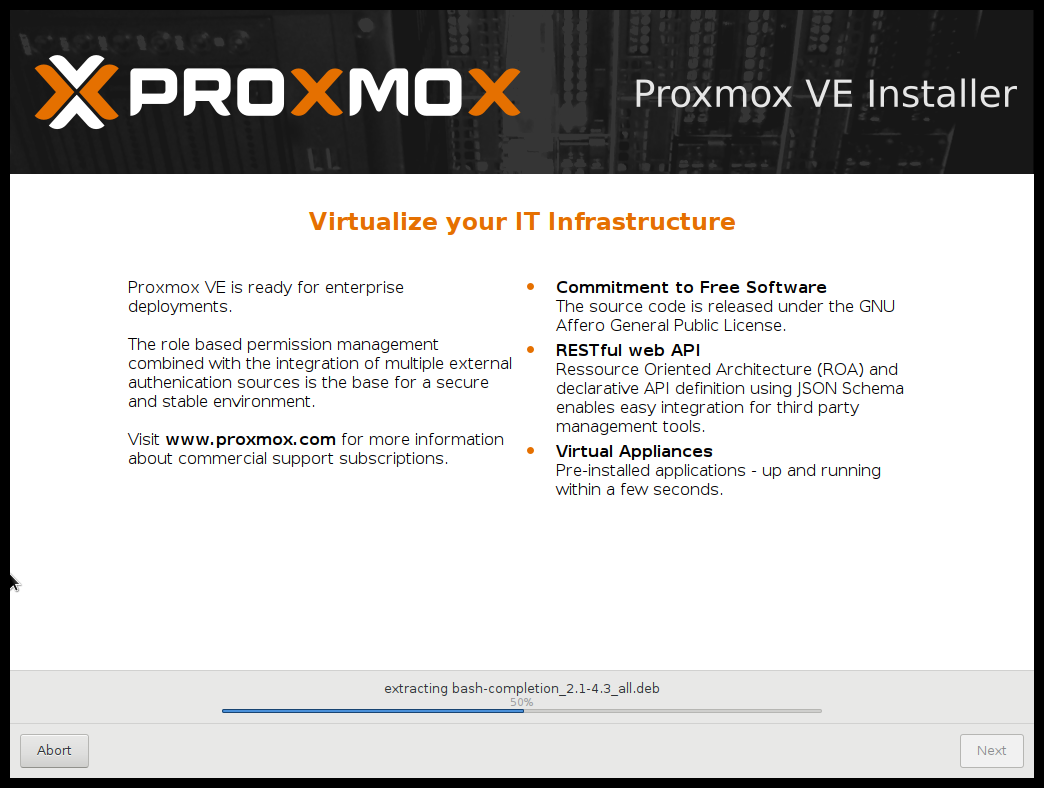 PROXMOX
Proxmox VE Installer
Virtualize your IT Infrastructure
Proxmox VE is ready for enterprise
deployments.
The role based permission management
combined with the integration of multiple external
authenication sources is the base for a secure
and stable environment.
Visit www.proxmox.com for more information
about commercial support subscriptions.
Commitment to Free Software
The source code is released under the GNU
Affero General Public License.
RESTful web API
Ressource Oriented Architecture (ROA) and
declarative API definition using JSON Schema
enables easy integration for third party
management tools.
Virtual Appliances
Pre-installed applications - up and running
within a few seconds.
extracting bash-completion_2.1-4.3_all.deb
50%
Abort
Next